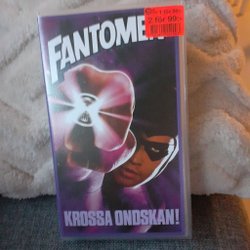 FANTOMEN
2 för 99:-
KROSSA ONDSKAN!